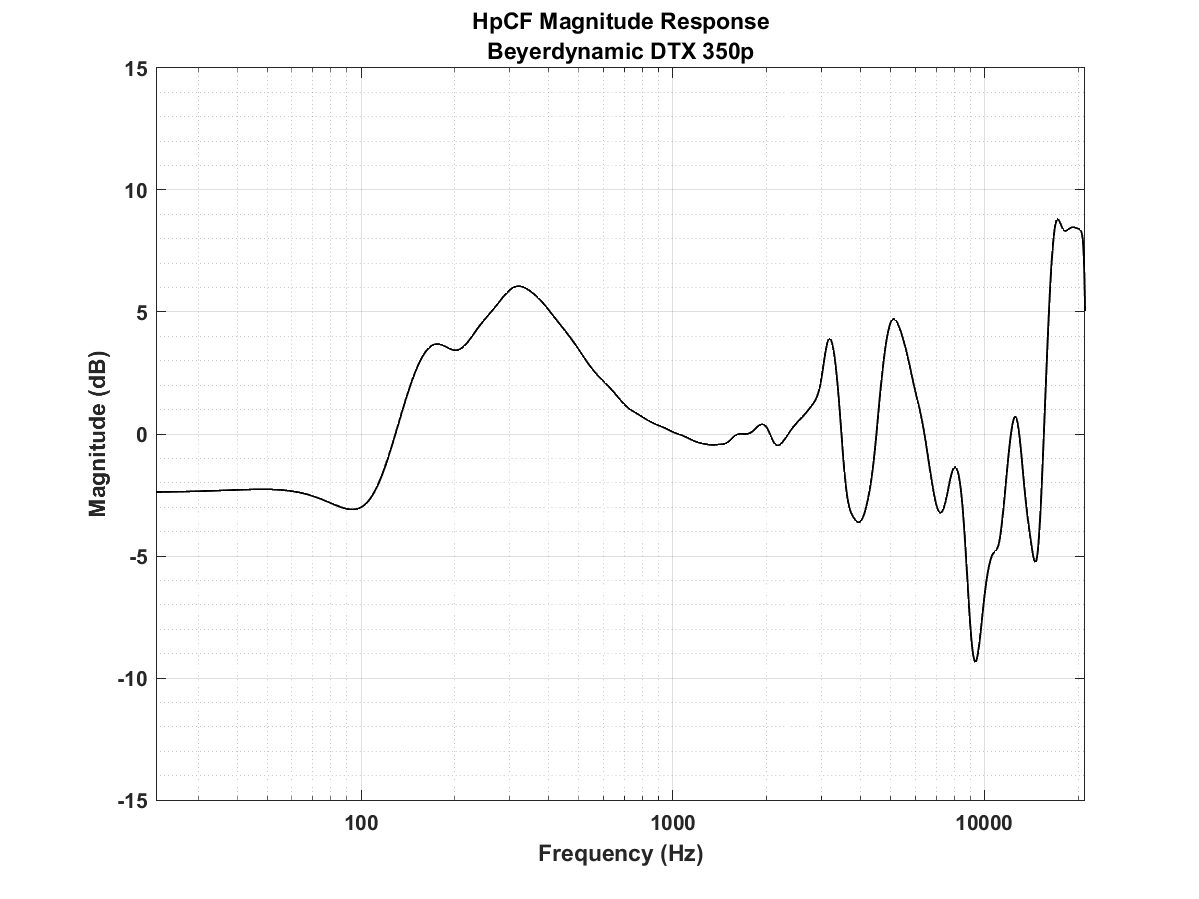 HpCF Magnitude Response
Beyerdynamic DTX 350p
15
10
5
0
-5
-10
-15
Magnitude (dB)
100
1000
10000
Frequency (Hz)